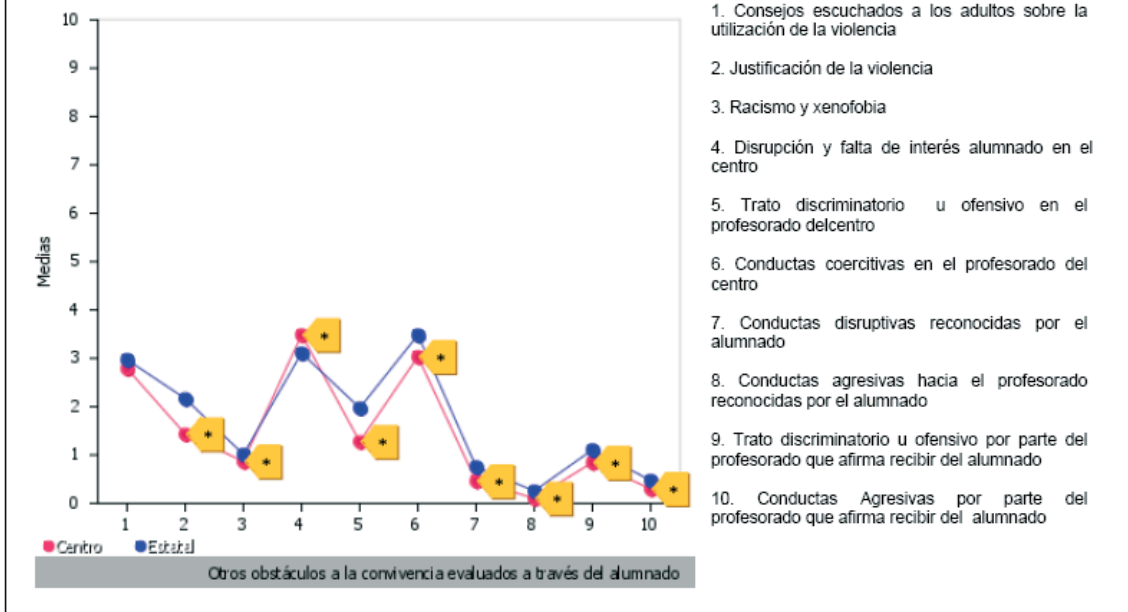 10
9
8
7
6
5
4
3
2
1
0
Medias
1 2 3 4 5 6 7 8 9 10
* * * * * * * * *
Centro Estatal
Otros obstáculos a la convivencia evaluados a través del alumnado
1. Consejos escuchados a los adultos sobre la
utilización de la violencia
2. Justificación de la violencia
3. Racismo y xenofobia
4. Disrupción y falta de interés alumnado en el
centro
5. Trato discriminatorio u ofensivo en el
profesorado delcentro
6. Conductas coercitivas en el profesorado del
centro
7. Conductas disruptivas reconocidas por el
alumnado
8. Conductas agresivas hacia el profesorado
reconocidas por el alumnado
9. Trato discriminatorio u ofensivo por parte del
profesorado que afirma recibir del alumnado
10. Conductas Agresivas por parte del
profesorado que afirma recibir del alumnado